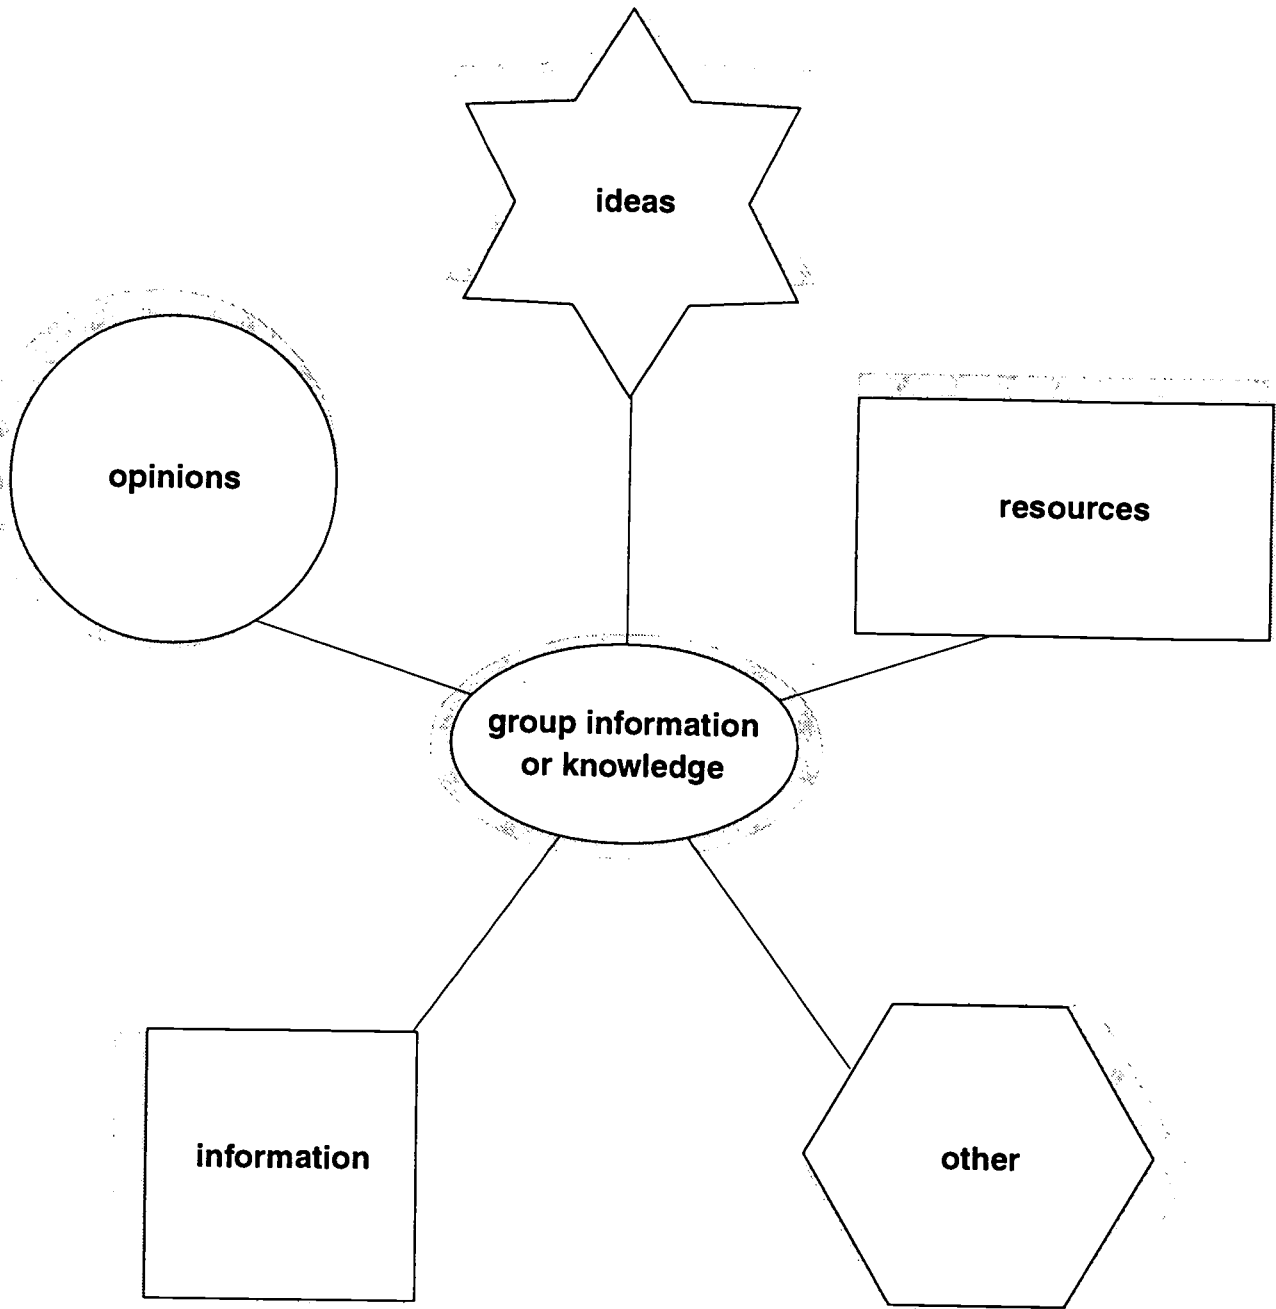 ideas
opinions
resources
group information
or knowledge
information
other